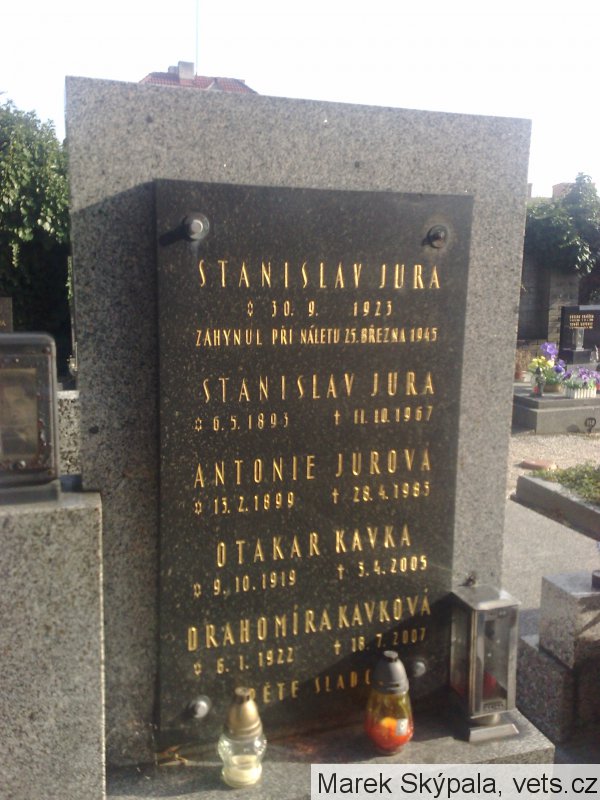 STANISLAV JURA
✩ 30. 9. 1923
ZAHYNUL PŘI NÁLETU 25. BŘEZNA 1945
STANISLAV JURA
✩ 6. 5. 1893 † 11. 10. 1967
ANTONIE JUROVÁ
✩ 13. 2. 1899 † 28. 4. 1985
OTAKAR KAVKA
✩ 9. 10. 1919 † 3. 4. 2005
DRAHOMÍRA KAVKOVÁ
✩ 6. 1. 1922 † 18. 7. 2007
Marek Skýpala, vets.cz